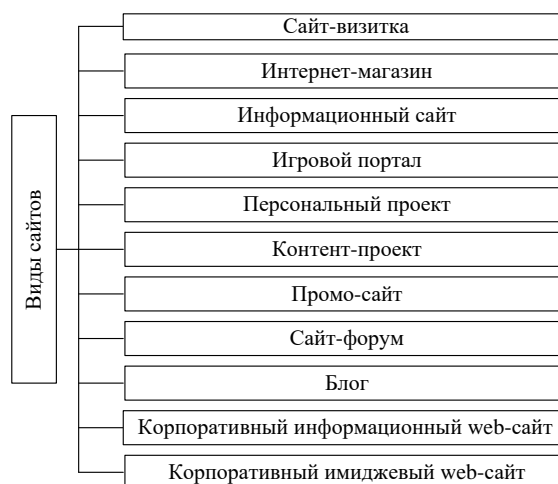 Виды сайтов
Сайт-визитка
Интернет-магазин
Информационный сайт
Игровой портал
Персональный проект
Контент-проект
Промо-сайт
Сайт-форум
Блог
Корпоративный информационный web-сайт
Корпоративный имиджевый web-сайт